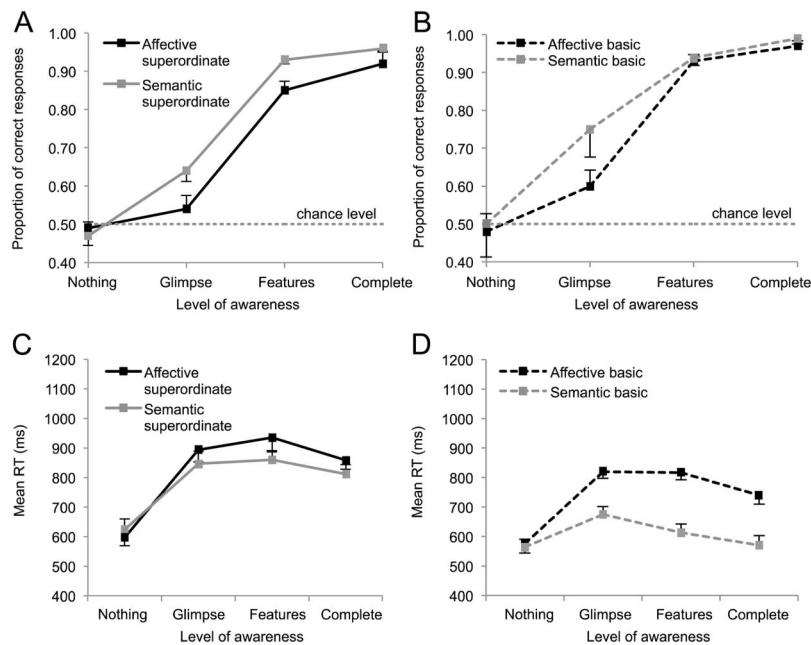 A
Proportion of correct responses
1.00
0.90
0.80
0.70
0.60
0.50
0.40
Affective
superordinate
Semantic
superordinate
chance level
Nothing
Glimpse
Features
Complete
Level of awareness
B
Proportion of correct responses
1.00
0.90
0.80
0.70
0.60
0.50
0.40
Affective basic
Semantic basic
chance level
Nothing
Glimpse
Features
Complete
Level of awareness
C
Mean RT (ms)
1200
1100
1000
900
800
700
600
500
400
Affective
superordinate
Semantic
superordinate
Nothing
Glimpse
Features
Complete
Level of awareness
D
Mean RT (ms)
1200
1100
1000
900
800
700
600
500
400
Affective basic
Semantic basic
Nothing
Glimpse
Features
Complete
Level of awareness